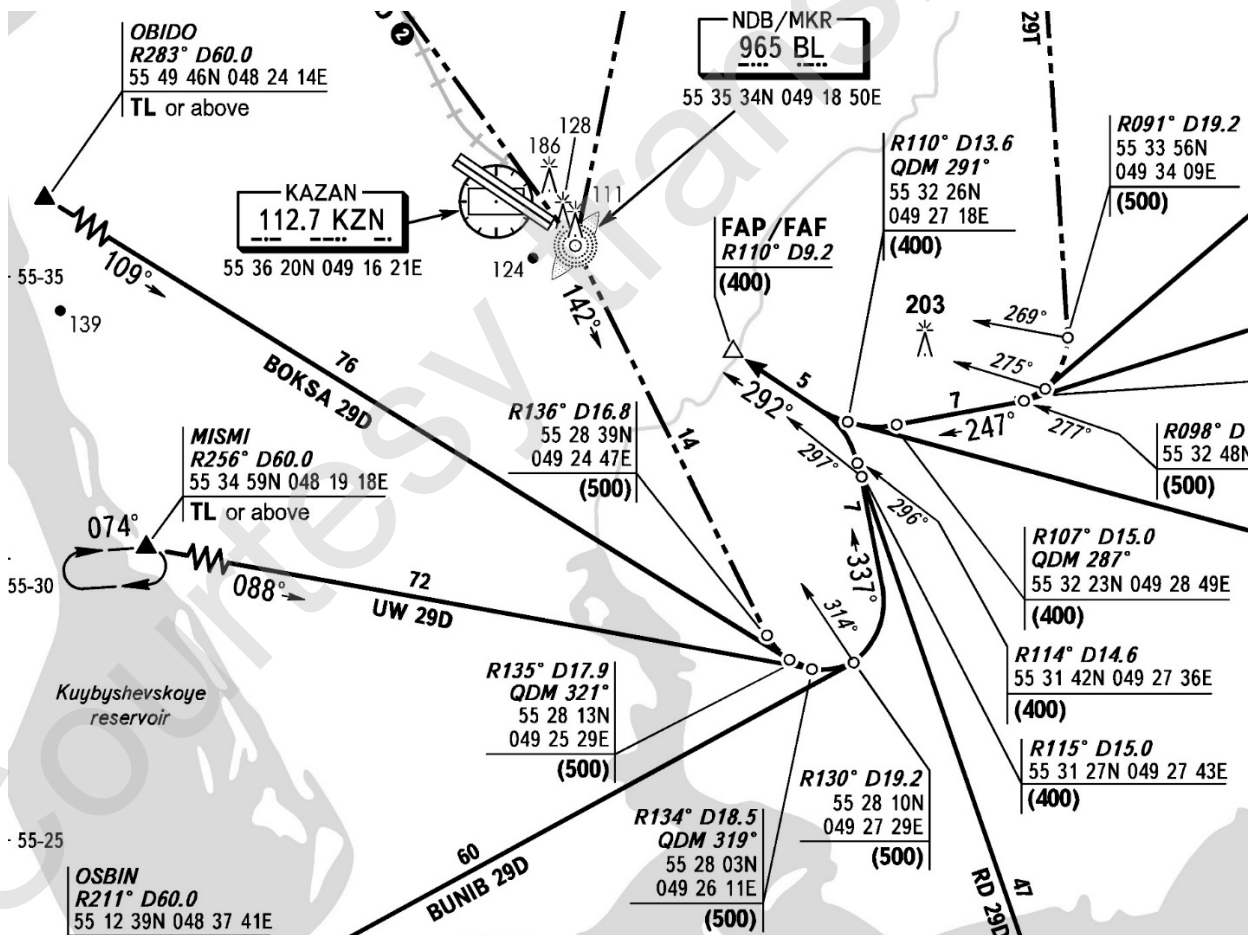 OBIDO
R283° D60.0
55 49 46N 048 24 14E
TL or above
2
NDB/MKR
965 BL
55 35 34N 049 18 50E
29T
128
186
111
KAZAN
112.7 KZN
55 36 20N 049 16 21E
124
R110° D13.6
QDM 291°
55 32 26N
049 27 18E
(400)
R091° D19.2
55 33 56N
049 34 09E
(500)
FAP/FAF
R110° D9.2
(400)
55-35
109°
139
142°
203
269°
275°
76
BOKSA 29D
5
292°
7
247°
277°
297°
296°
R098° D
55 32 48N
(500)
R136° D16.8
55 28 39N
049 24 47E
(500)
14
MISMI
R256° D60.0
55 34 59N 048 19 18E
TL or above
074°
7
337°
R107° D15.0
QDM 287°
55 32 23N 049 28 49E
(400)
55-30
088°
72
UW 29D
314°
R114° D14.6
55 31 42N 049 27 36E
(400)
R135° D17.9
QDM 321°
55 28 13N
049 25 29E
(500)
Kuybyshevskoye
reservoir
R115° D15.0
55 31 27N 049 27 43E
(400)
R130° D19.2
55 28 10N
049 27 29E
(500)
R134° D18.5
QDM 319°
55 28 03N
049 26 11E
(500)
55-25
60
BUNIB 29D
47
RD 29D
OSBIN
R211° D60.0
55 12 39N 048 37 41E
Courtesy trans